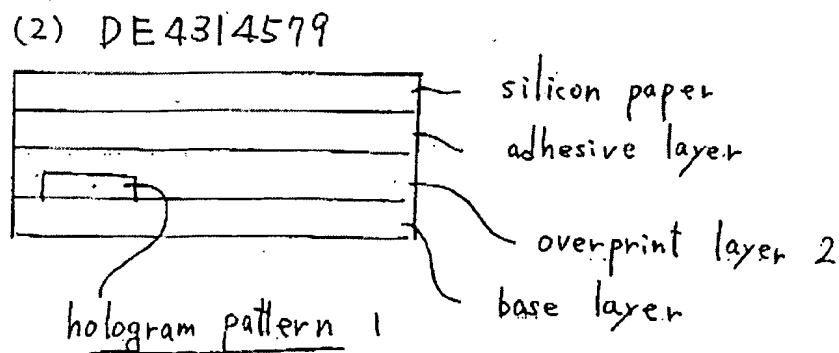 (2) DE4314579
silicon paper
adhesive layer
overprint layer 2
base layer
hologram pattern 1